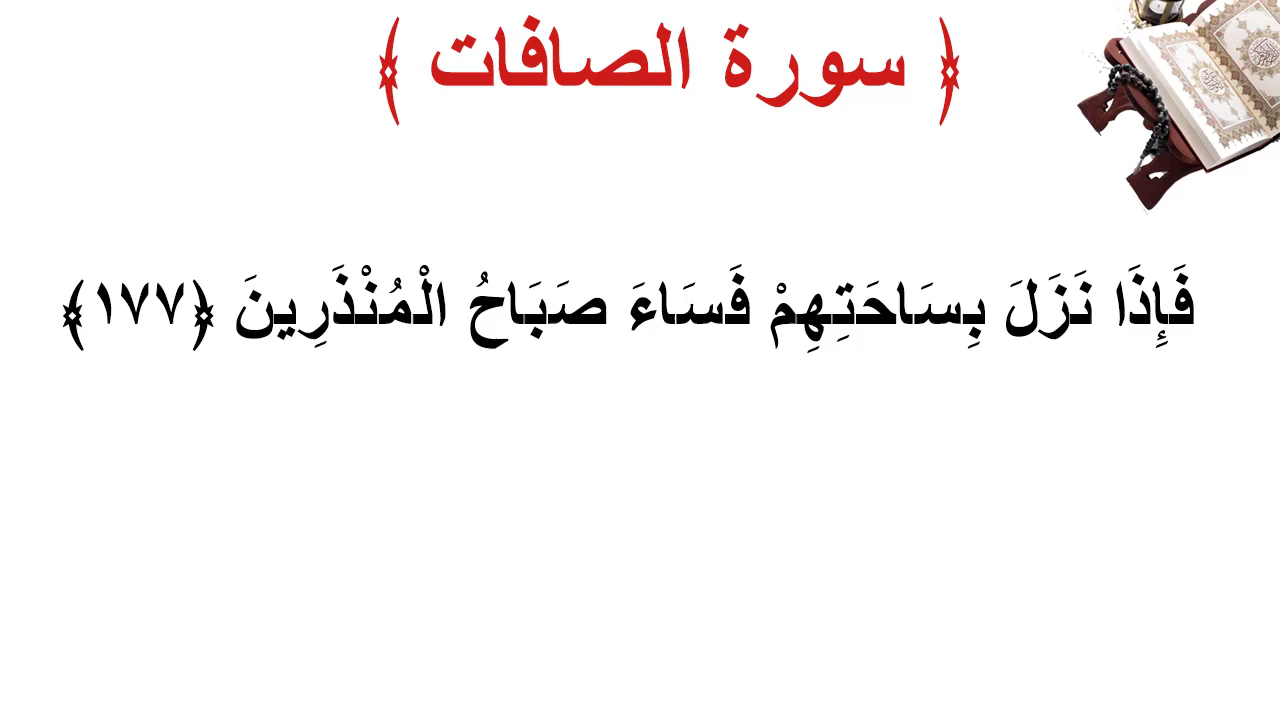 ﴿ سورة الصافات ﴾
فَإِذَا نَزَلَ بِسَاحَتِهِمْ فَسَاءَ صَبَاحُ الْمُنْذَرِينَ ﴿١٧٧﴾